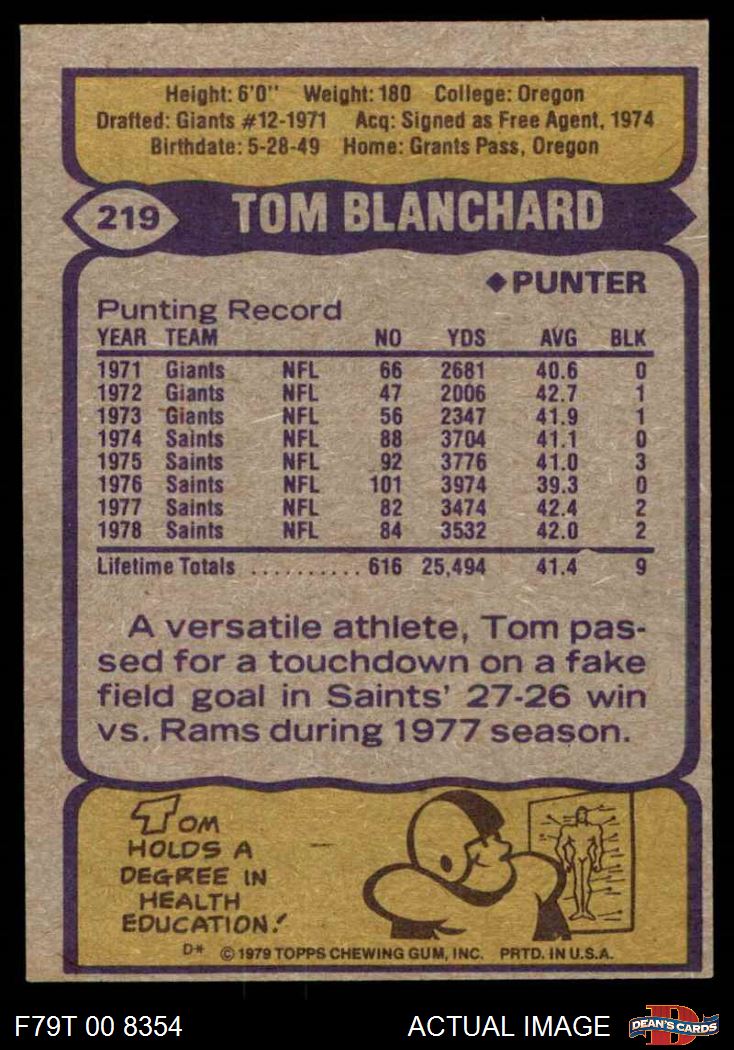 Height: 6'0" Weight: 180 College: Oregon
Drafted: Giants #12-1971 Acq: Signed as Free Agent, 1974
Birthdate: 5-28-49 Home: Grants Pass, Oregon
219 TOM BLANCHARD
◆PUNTER
Punting Record
YEAR TEAM NO YDS AVG BLK
1971 Giants NFL 66 2681 40.6 0
1972 Giants NFL 47 2006 42.7 1
1973 Giants NFL 56 2347 41.9 1
1974 Saints NFL 88 3704 41.1 0
1975 Saints NFL 92 3776 41.0 3
1976 Saints NFL 101 3974 39.3 0
1977 Saints NFL 82 3474 42.4 2
1978 Saints NFL 84 3532 42.0 2
Lifetime Totals .......... 616 25,494 41.4 9
A versatile athlete, Tom pas-
sed for a touchdown on a fake
field goal in Saints' 27-26 win
vs. Rams during 1977 season.
TOM
HOLDS A
DEGREE IN
HEALTH
EDUCATION!
D* © 1979 TOPPS CHEWING GUM, INC. PRTD. IN U.S.A.
F79T 00 8354 ACTUAL IMAGE D DEAN'S CARDS